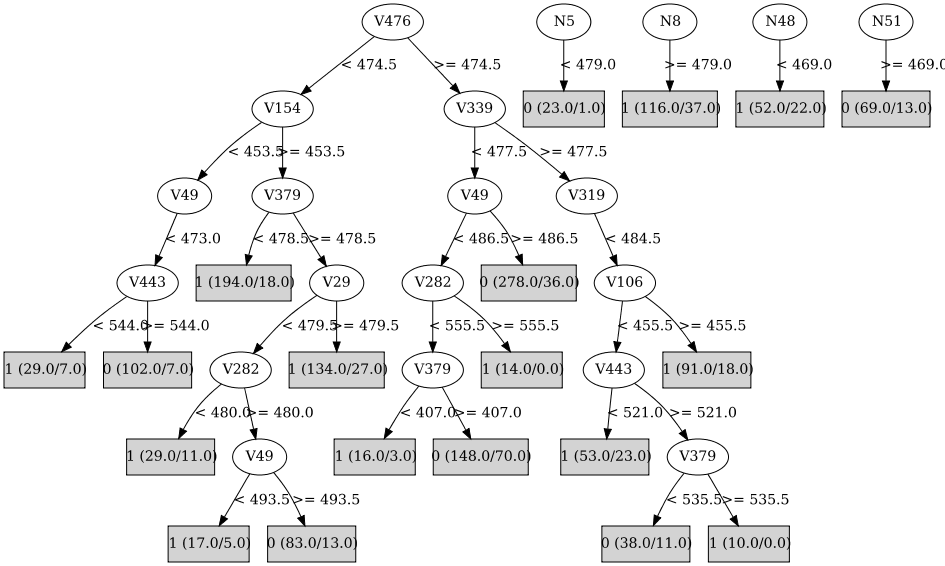 V476 N5 N8 N48 N51
< 474.5 >= 474.5 < 479.0 >= 479.0 < 469.0 >= 469.0
V154 V339 0 (23.0/1.0) 1 (116.0/37.0) 1 (52.0/22.0) 0 (69.0/13.0)
< 453.5 >= 453.5 < 477.5 >= 477.5
V49 V379 V49 V319
< 473.0 < 478.5 >= 478.5 < 486.5 >= 486.5 < 484.5
V443 1 (194.0/18.0) V29 V282 0 (278.0/36.0) V106
< 544.0 >= 544.0 < 479.5 >= 479.5 < 555.5 >= 555.5 < 455.5 >= 455.5
1 (29.0/7.0) 0 (102.0/7.0) V282 1 (134.0/27.0) V379 1 (14.0/0.0) V443 1 (91.0/18.0)
< 480.0 >= 480.0 < 407.0 >= 407.0 < 521.0 >= 521.0
1 (29.0/11.0) V49 1 (16.0/3.0) 0 (148.0/70.0) 1 (53.0/23.0) V379
< 493.5 >= 493.5 < 535.5 >= 535.5
1 (17.0/5.0) 0 (83.0/13.0) 0 (38.0/11.0) 1 (10.0/0.0)